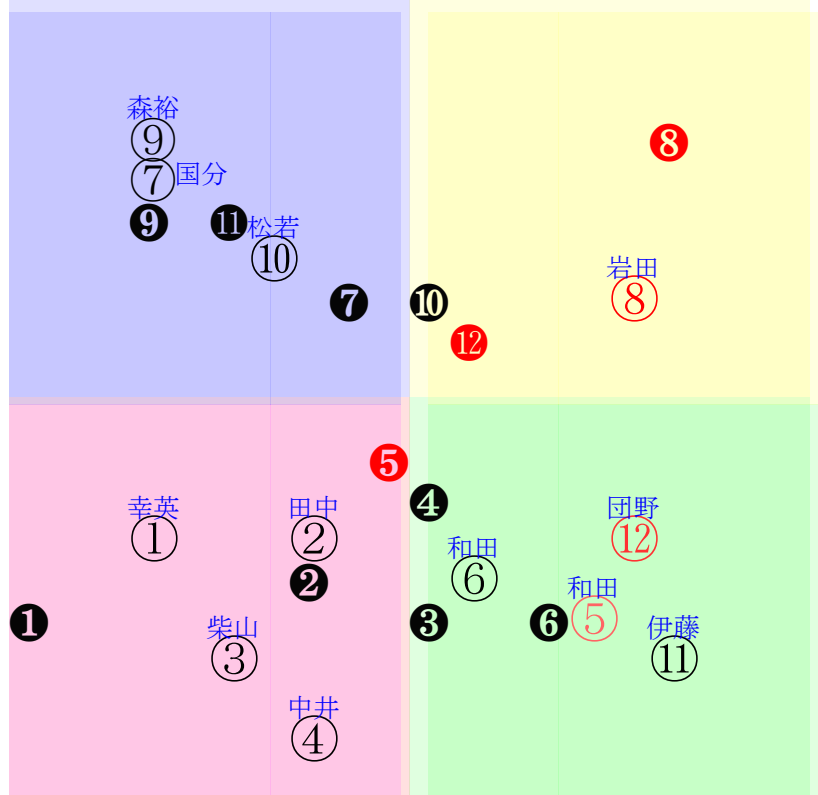 森裕
⑨
❽
⑦国分
❾
⓫松若
⑩
岩田
⑧
❼
❿
⓬
❺
❹
幸英
①
田中
②
団野
⑫
和田
⑥
❷
和田
⑤
❶
❸
❻
柴山
③
伊藤
⑪
中井
④